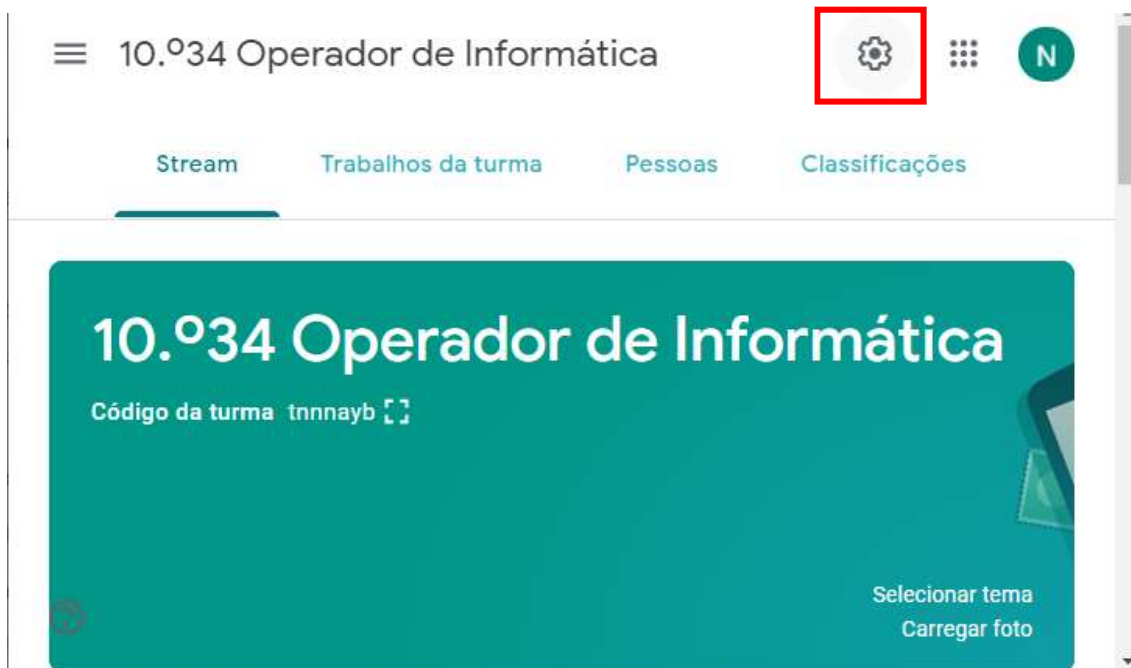 10.º34 Operador de Informática
N
Stream Trabalhos da turma Pessoas Classificações
10.º34 Operador de Informática
Código da turma tnnnayb
Selecionar tema
Carregar foto